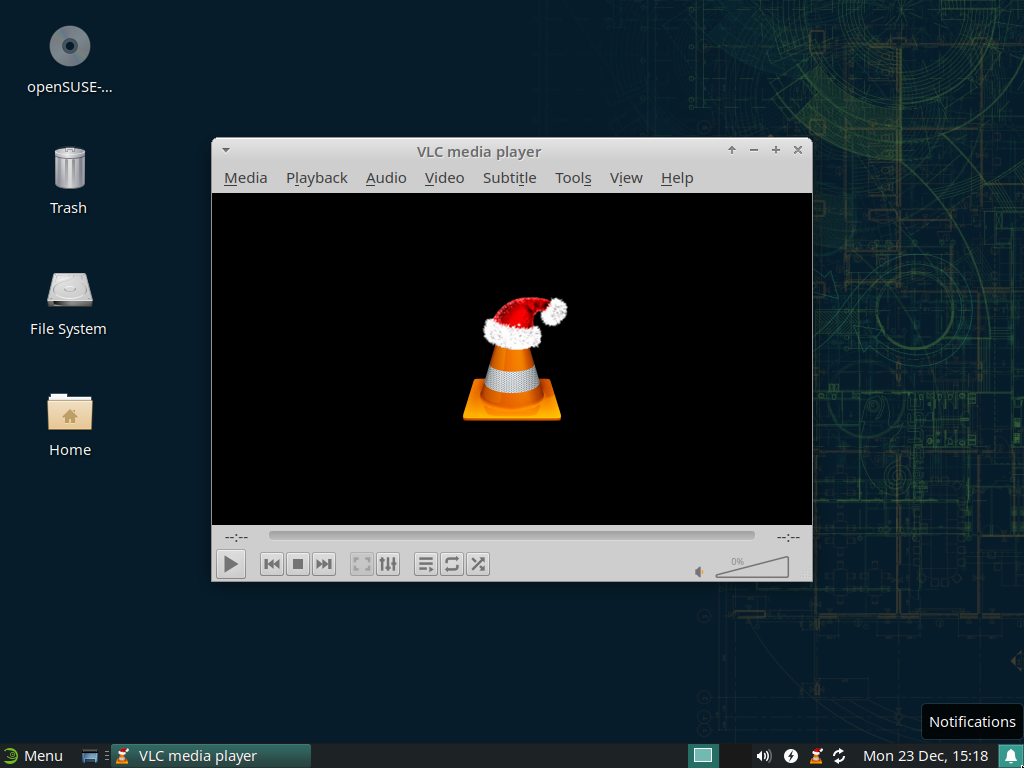 openSUSE-...
Trash
File System
Home
VLC media player
Media Playback Audio Video Subtitle Tools View Help
--:-- --:--
0%
Notifications
Menu VLC media player Mon 23 Dec, 15:18